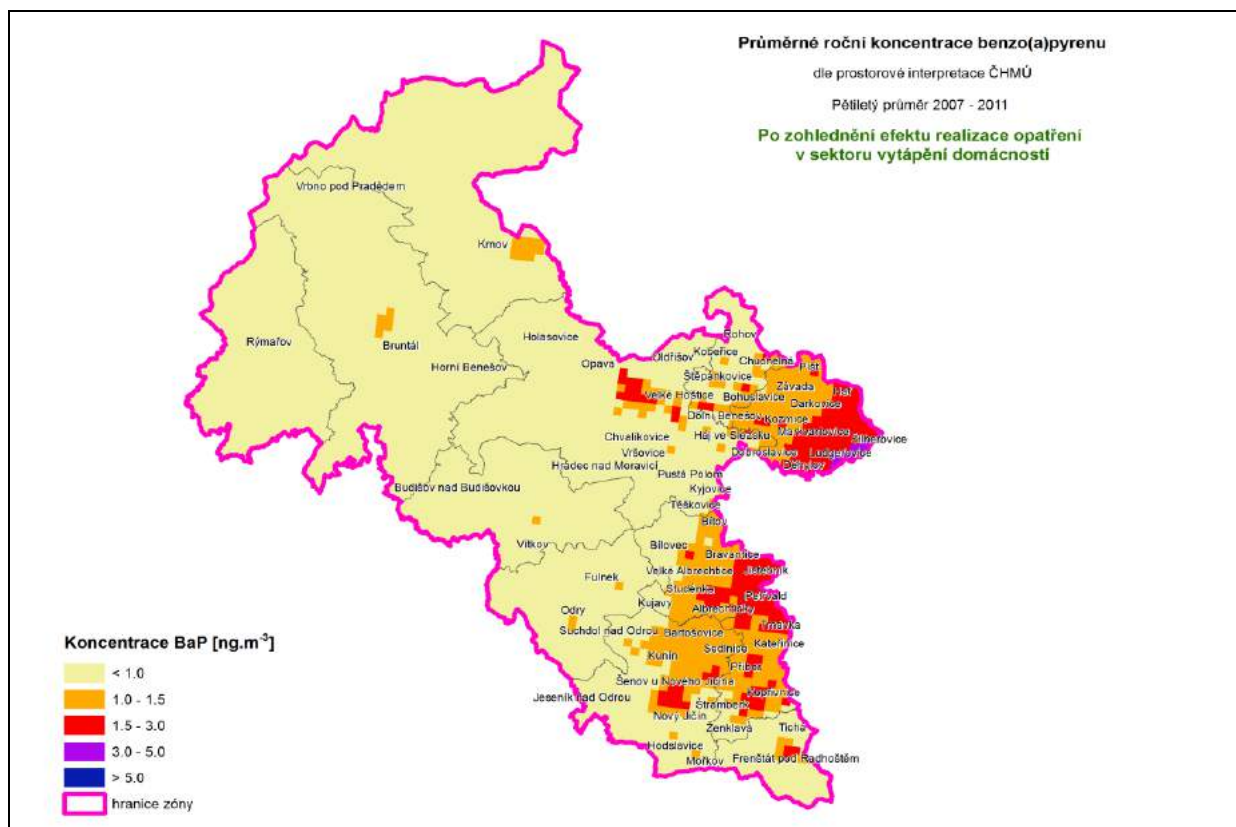 Průměrné roční koncentrace benzo(a)pyrenu
dle prostorové interpretace ČHMÚ
Pětiletý průměr 2007 - 2011
Po zohlednění efektu realizace opatření
v sektoru vytápění domácností
Vrbno pod Pradědem
Krnov
Rýmařov
Bruntál
Horní Benešov
Holasovice
Opava
Oldřišov
Kobeřice
Rohov
Chuchelná
Píšť
Štěpánkovice
Velké Hoštice
Bohuslavice
Závada
Hať
Darkovice
Dolní Benešov
Kozmice
Markvartovice
Šilheřovice
Háj ve Slezsku
Dobroslavice
Ludgeřovice
Děhylov
Chvalíkovice
Vršovice
Hradec nad Moravicí
Pustá Polom
Kyjovice
Těškovice
Budišov nad Budišovkou
Bítov
Vítkov
Bílovec
Bravantice
Velké Albrechtice
Jistebník
Fulnek
Studénka
Petřvald
Kujavy
Albrechtičky
Odry
Trnávka
Suchdol nad Odrou
Bartošovice
Kateřinice
Kunín
Sedlnice
Příbor
Šenov u Nového Jičína
Jeseník nad Odrou
Kopřivnice
Štramberk
Nový Jičín
Ženklava
Tichá
Hodslavice
Mořkov
Frenštát pod Radhoštěm
Koncentrace BaP [ng.m-3]
< 1.0
1.0 - 1.5
1.5 - 3.0
3.0 - 5.0
> 5.0
hranice zóny